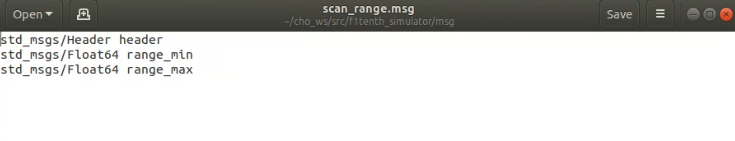 Open
scan_range.msg
~/cho_ws/src/f1tenth_simulator/msg
Save
std_msgs/Header header
std_msgs/Float64 range_min
std_msgs/Float64 range_max